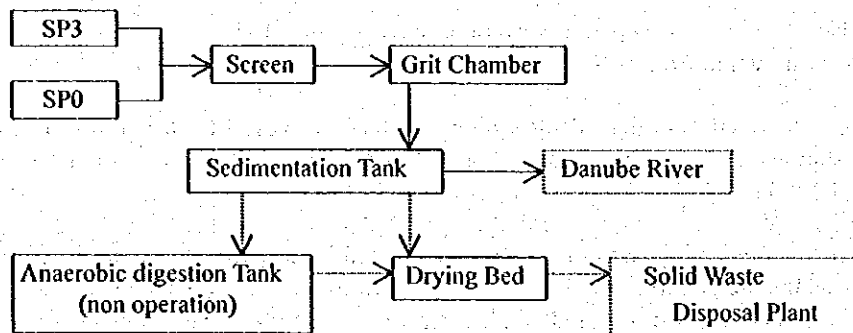 SP3
SP0
Screen
Grit Chamber
Sedimentation Tank
Danube River
Anaerobic digestion Tank
(non operation)
Drying Bed
Solid Waste
Disposal Plant